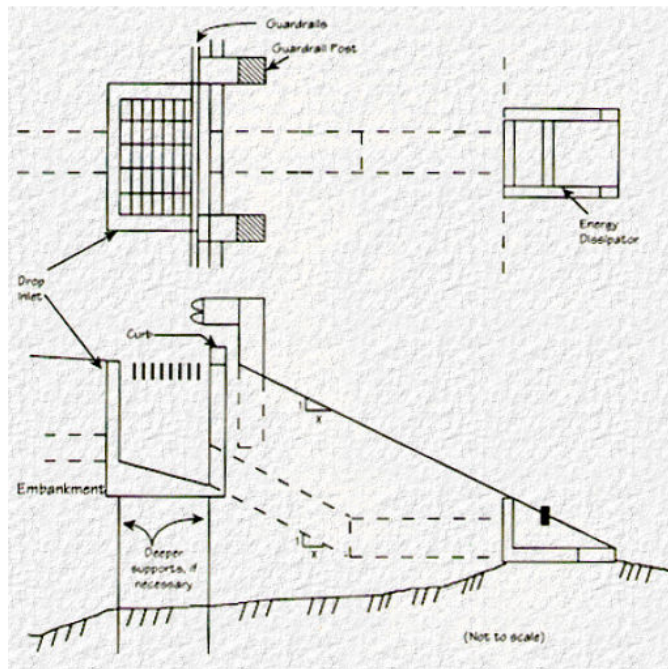 Guardrails
Guardrail Post
Energy
Dissipator
Drop
Inlet
Curb
1
X
Embankment
1
X
Deeper
supports, if
necessary
(Not to scale)